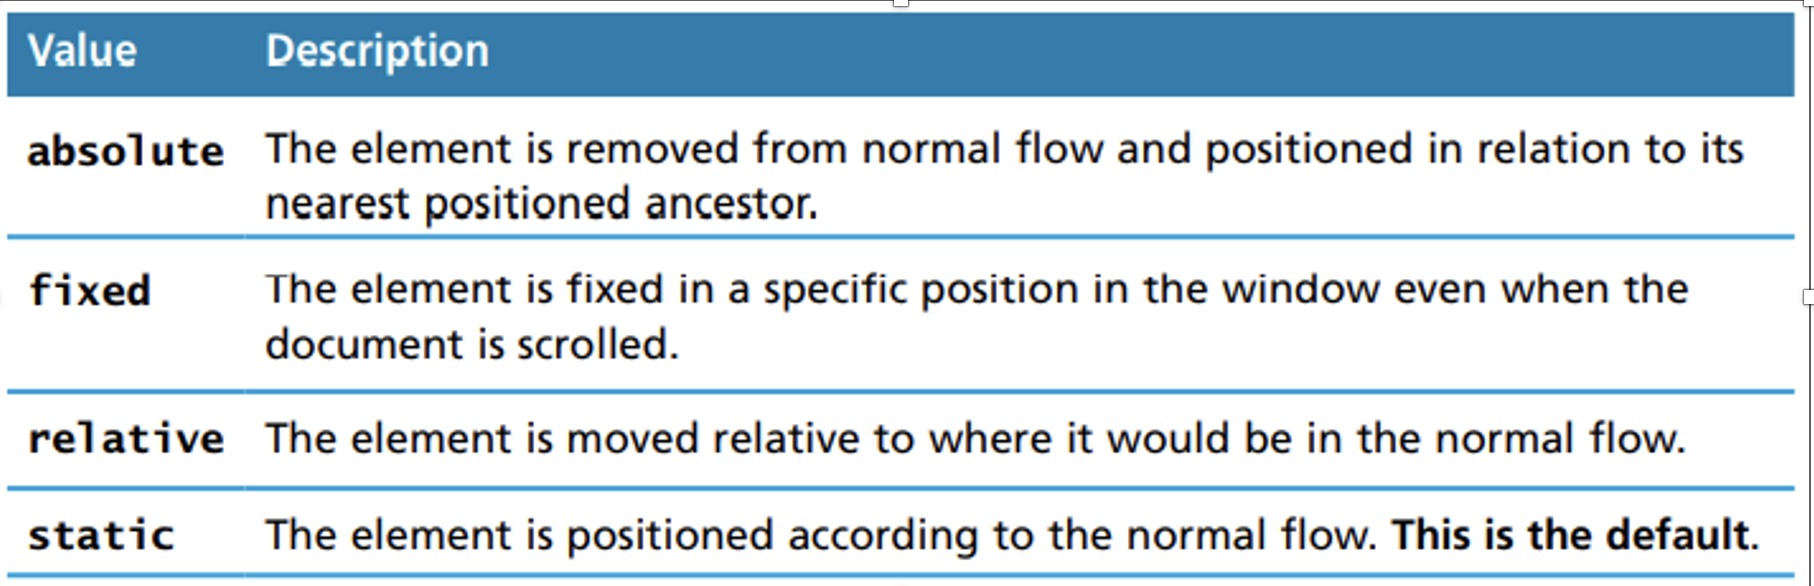 Value Description
absolute The element is removed from normal flow and positioned in relation to its
nearest positioned ancestor.
fixed The element is fixed in a specific position in the window even when the
document is scrolled.
relative The element is moved relative to where it would be in the normal flow.
static The element is positioned according to the normal flow. This is the default.